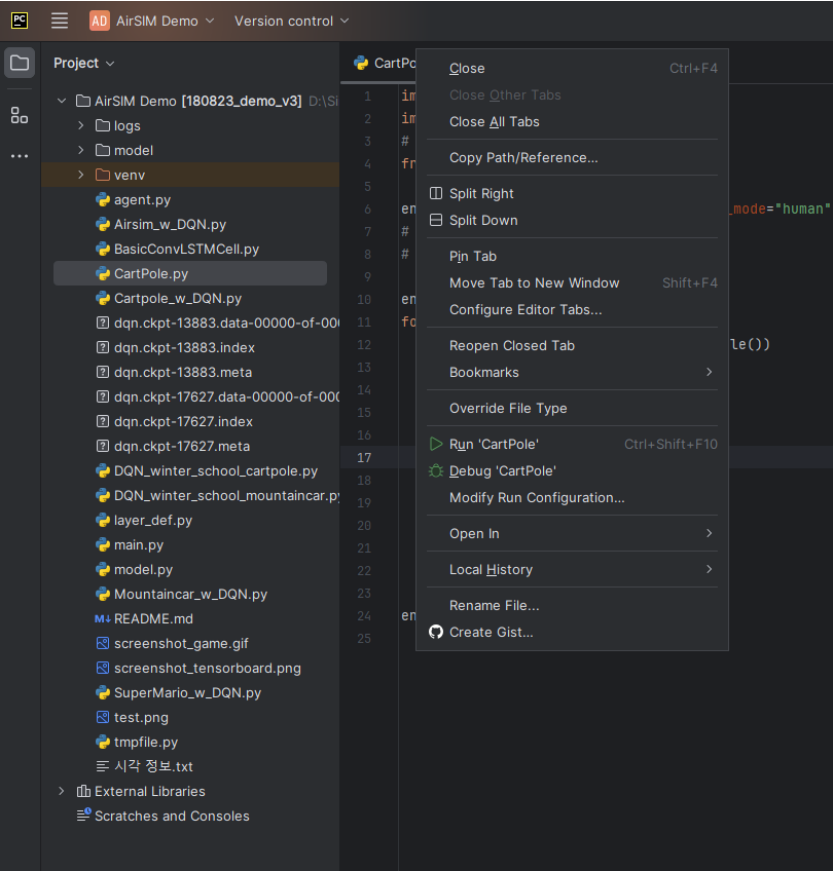 PC
AD AirSIM Demo Version control
Project
AirSIM Demo [180823_demo_v3] D:\Si
logs
model
venv
agent.py
Airsim_w_DQN.py
BasicConvLSTMCell.py
CartPole.py
Cartpole_w_DQN.py
dqn.ckpt-13883.data-00000-of-000
dqn.ckpt-13883.index
dqn.ckpt-13883.meta
dqn.ckpt-17627.data-00000-of-000
dqn.ckpt-17627.index
dqn.ckpt-17627.meta
DQN_winter_school_cartpole.py
DQN_winter_school_mountaincar.py
layer_def.py
main.py
model.py
Mountaincar_w_DQN.py
M↓ README.md
screenshot_game.gif
screenshot_tensorboard.png
SuperMario_w_DQN.py
test.png
tmpfile.py
시각 정보.txt
External Libraries
Scratches and Consoles
CartPo
1 im
2 im
3 #
4 fr
5
6 en _mode="human"
7 #
8 #
9
10 en
11 fo
12 le())
13
14
15
16
17
18
19
20
21
22
23
24 en
25
Close Ctrl+F4
Close Other Tabs
Close All Tabs
Copy Path/Reference...
Split Right
Split Down
Pin Tab
Move Tab to New Window Shift+F4
Configure Editor Tabs...
Reopen Closed Tab
Bookmarks
Override File Type
Run 'CartPole' Ctrl+Shift+F10
Debug 'CartPole'
Modify Run Configuration...
Open In
Local History
Rename File...
Create Gist...